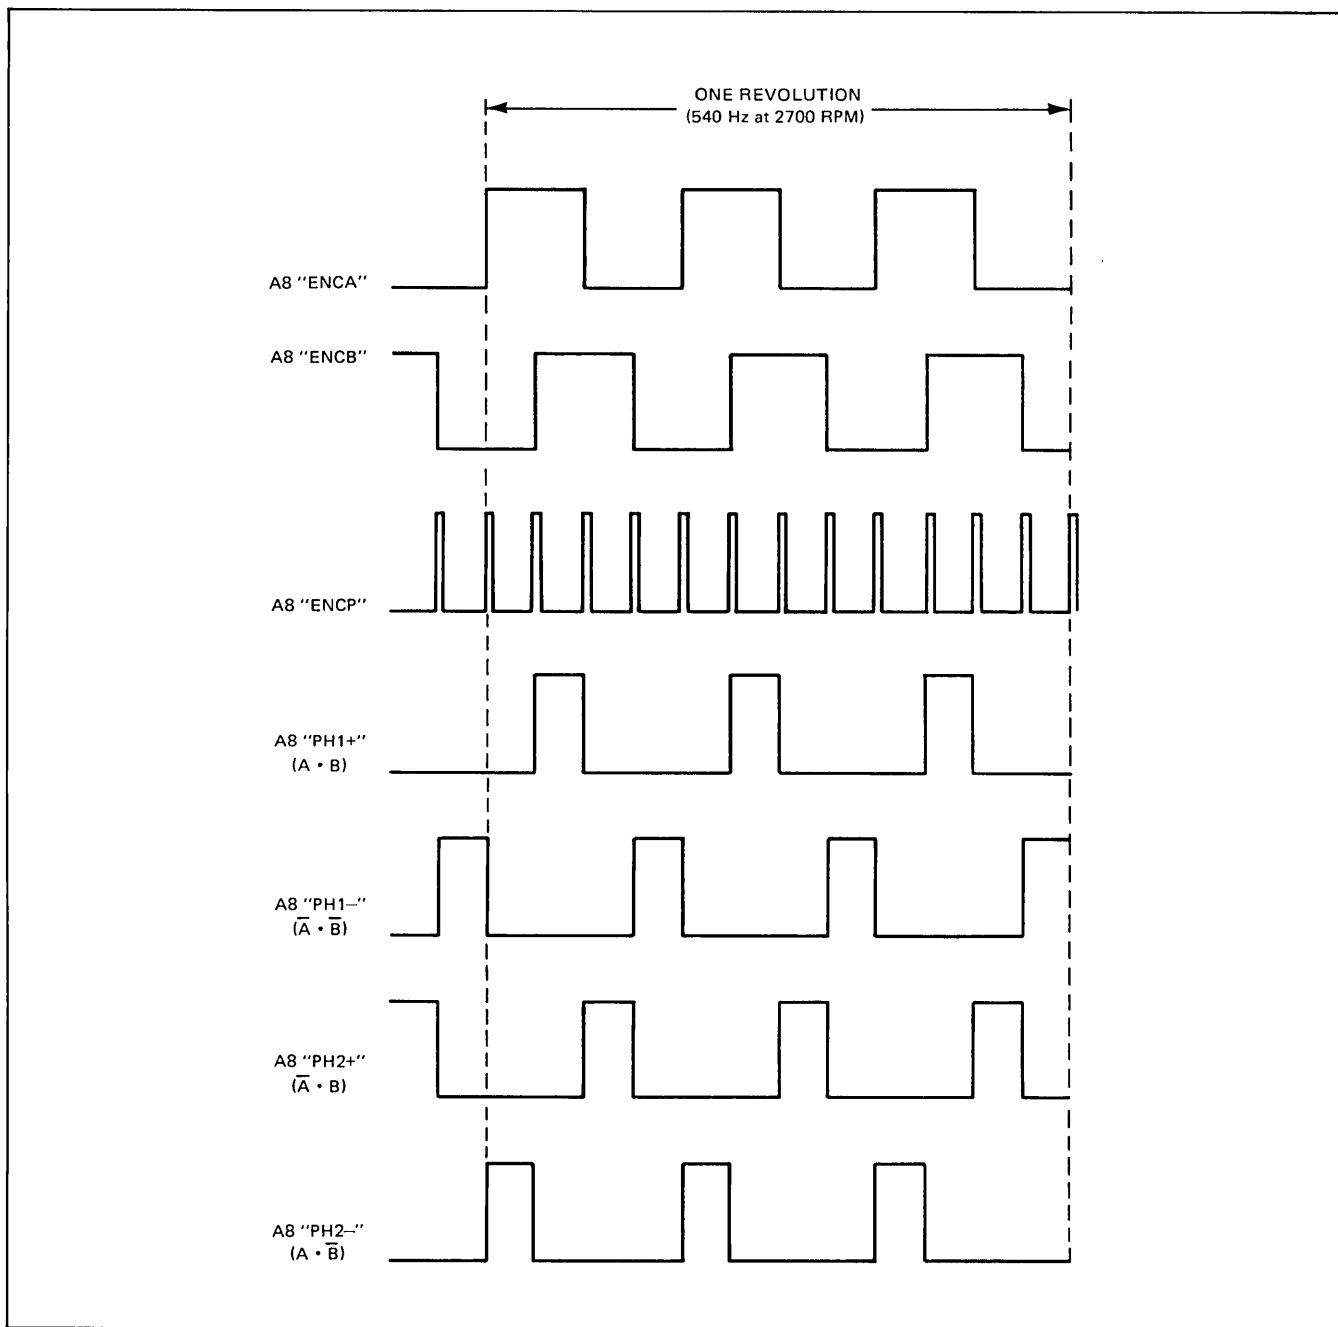 ONE REVOLUTION
(540 Hz at 2700 RPM)
A8 "ENCA"
A8 "ENCB"
A8 "ENCP"
A8 "PH1+"
(A • B)
A8 "PH1–"
(A̅ • B̅)
A8 "PH2+"
(A̅ • B)
A8 "PH2–"
(A • B̅)